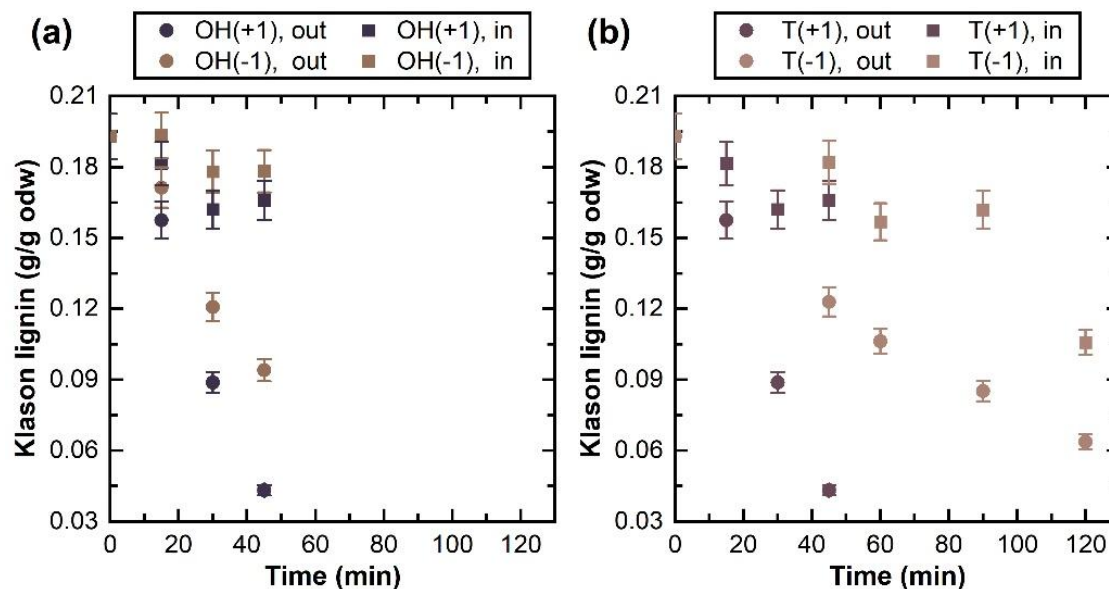 (a)
OH(+1), out OH(+1), in
OH(-1), out OH(-1), in
Klason lignin (g/g odw)
0.21
0.18
0.15
0.12
0.09
0.06
0.03
0 20 40 60 80 100 120
Time (min)
(b)
T(+1), out T(+1), in
T(-1), out T(-1), in
Klason lignin (g/g odw)
0.21
0.18
0.15
0.12
0.09
0.06
0.03
0 20 40 60 80 100 120
Time (min)